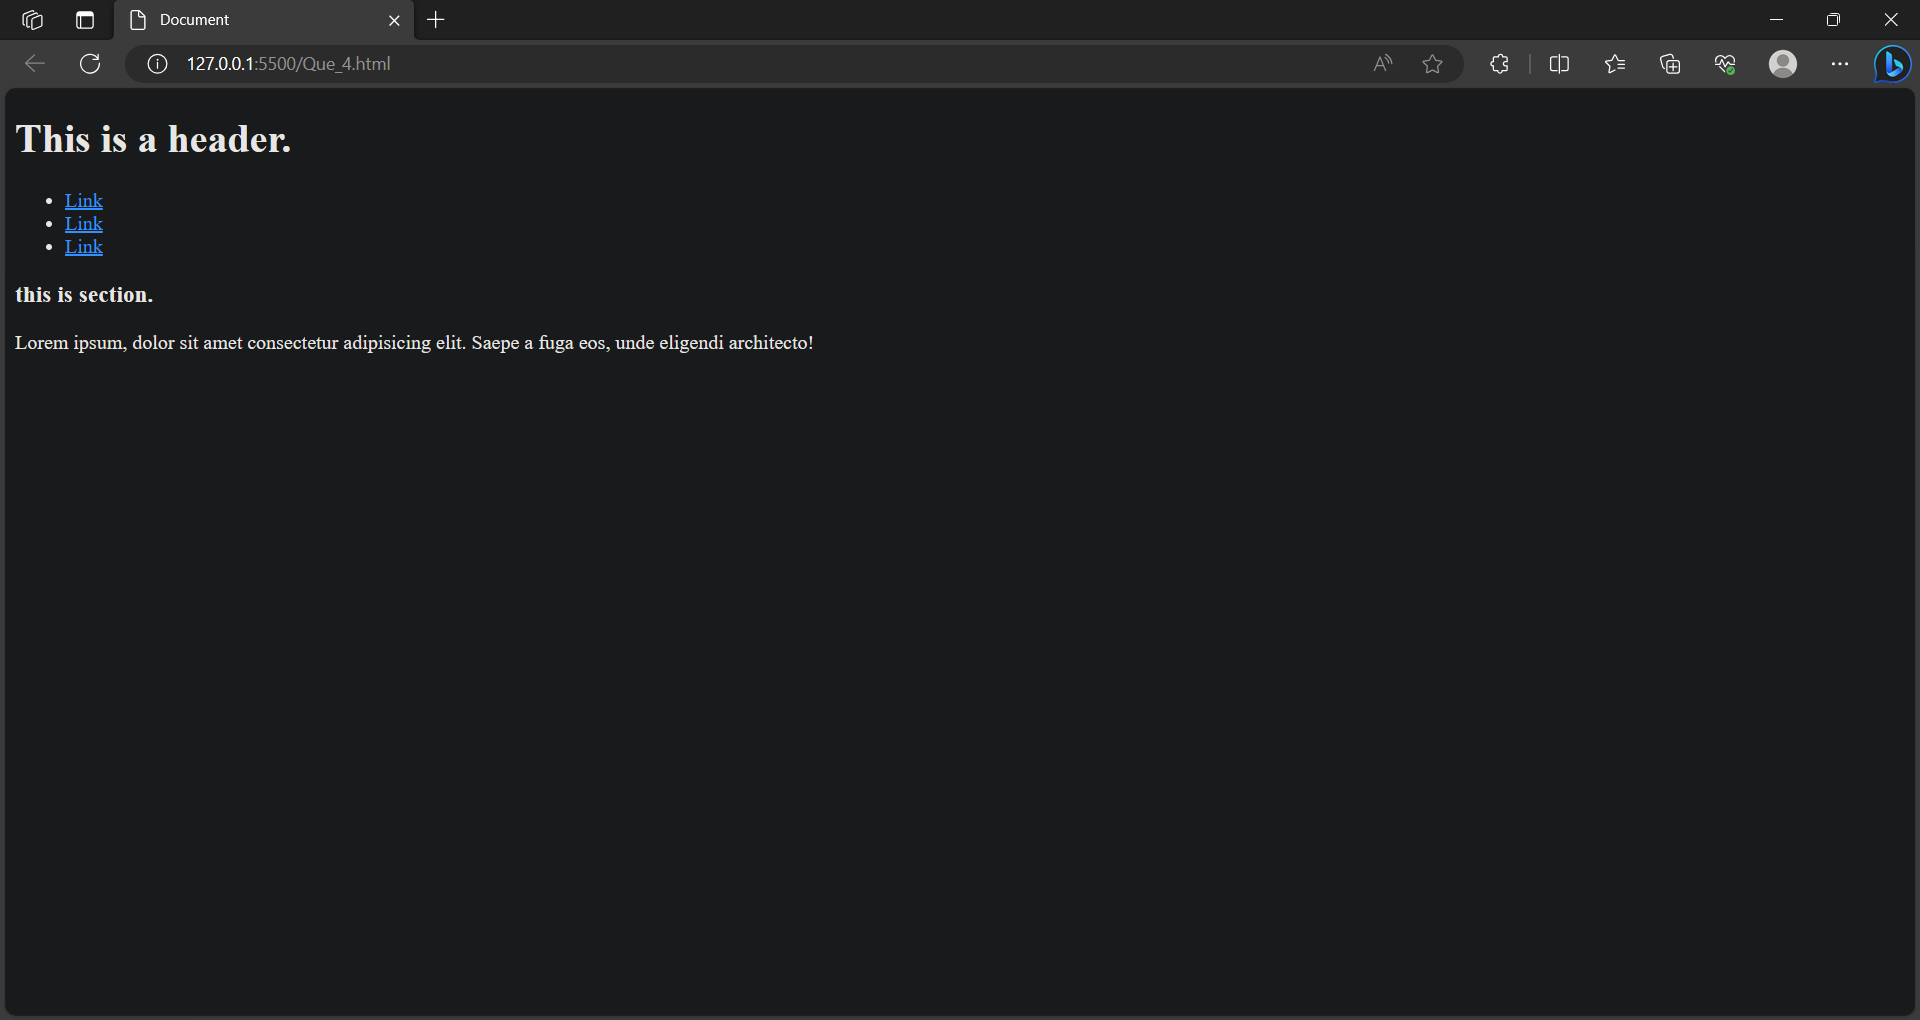 Document
127.0.0.1:5500/Que_4.html
This is a header.
Link
Link
Link
this is section.
Lorem ipsum, dolor sit amet consectetur adipisicing elit. Saepe a fuga eos, unde eligendi architecto!